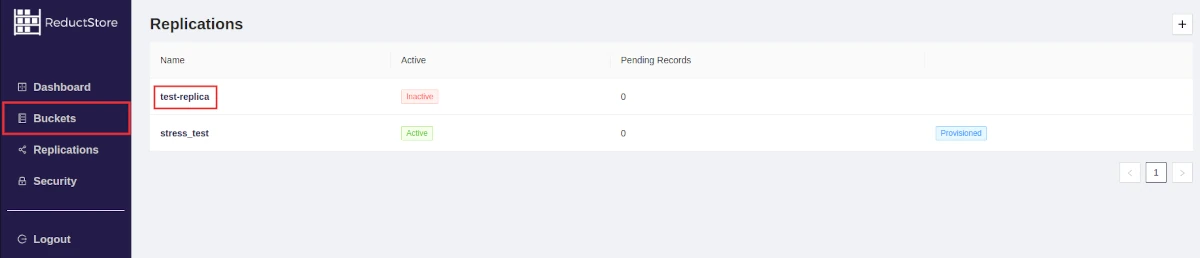 ReductStore
Dashboard
Buckets
Replications
Security
Logout
Replications
+
Name Active Pending Records
test-replica Inactive 0
stress_test Active 0 Provisioned
< 1 >